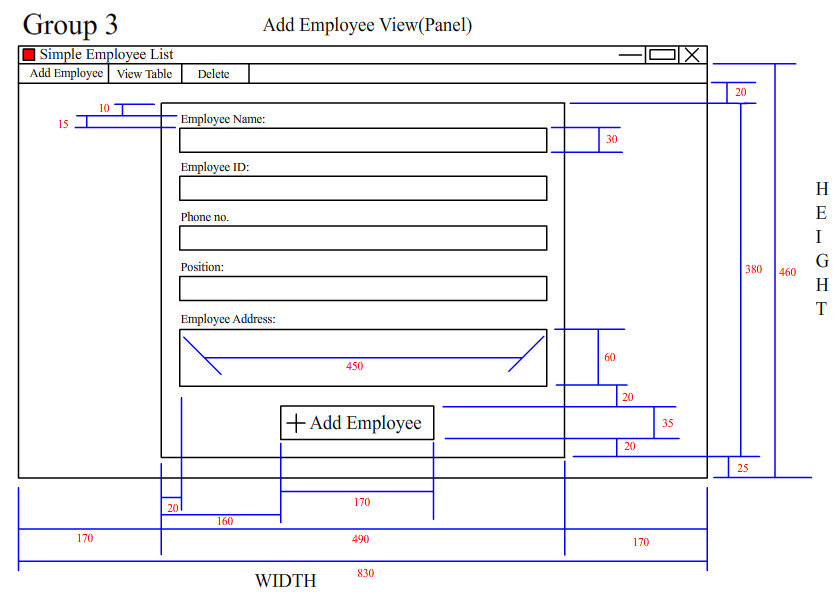 Group 3
Add Employee View(Panel)
Simple Employee List
Add Employee View Table Delete
20
10
15
Employee Name:
30
Employee ID:
Phone no.
Position:
Employee Address:
450
60
20
+ Add Employee
35
20
25
380
460
H
E
I
G
H
T
20
160
170
170
490
170
830
WIDTH